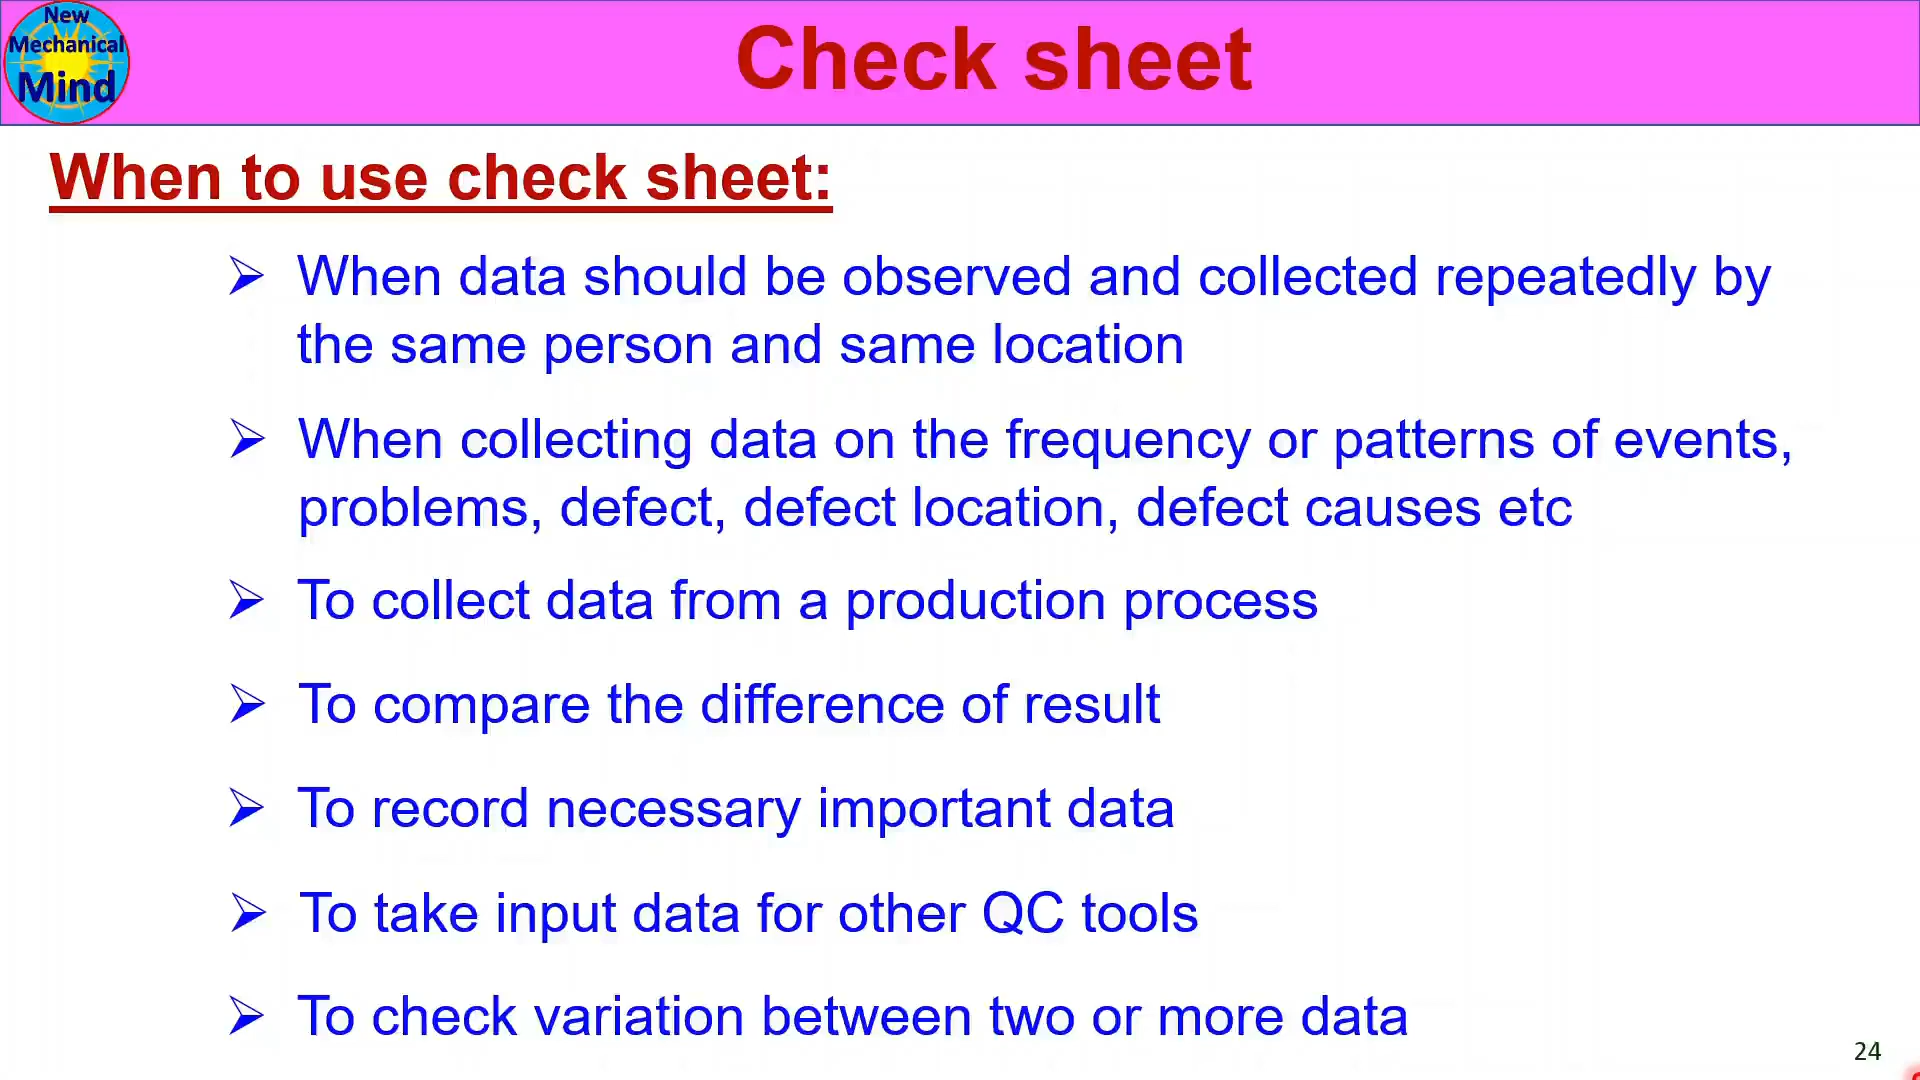 New
Mechanical
Mind
Check sheet
When to use check sheet:
➢ When data should be observed and collected repeatedly by
the same person and same location
➢ When collecting data on the frequency or patterns of events,
problems, defect, defect location, defect causes etc
➢ To collect data from a production process
➢ To compare the difference of result
➢ To record necessary important data
➢ To take input data for other QC tools
➢ To check variation between two or more data
24